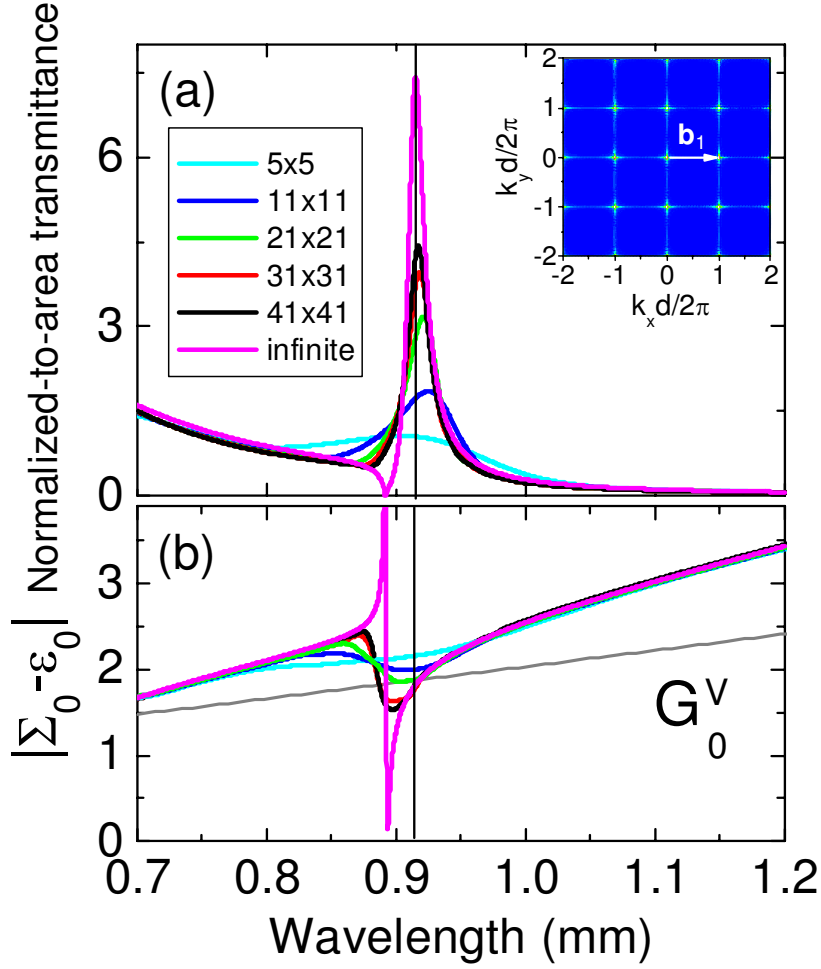 Normalized-to-area transmittance
(a)
6
3
0
5x5
11x11
21x21
31x31
41x41
infinite
k_y d/2π
2
1
0
-1
-2
b_1
-2 -1 0 1 2
k_x d/2π
|Σ_0-ε_0|
(b)
3
2
1
0
G_0^V
0.7 0.8 0.9 1.0 1.1 1.2
Wavelength (mm)